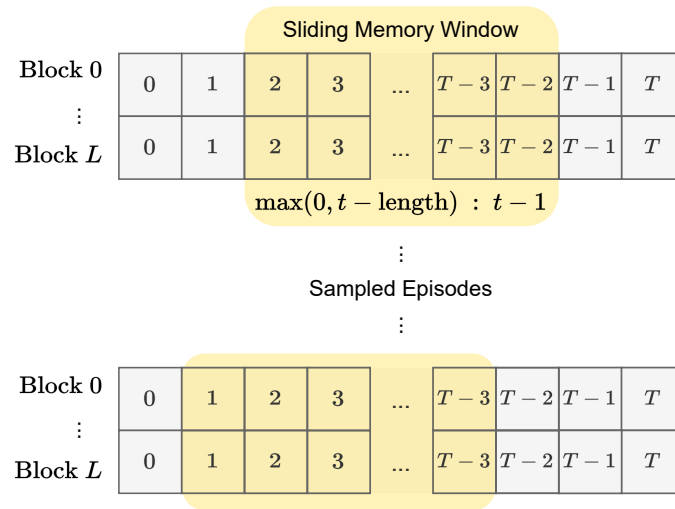 Sliding Memory Window
Block 0 0 1 2 3 ... T − 3 T − 2 T − 1 T
⋮
Block L 0 1 2 3 ... T − 3 T − 2 T − 1 T
max(0, t − length) : t − 1
⋮
Sampled Episodes
⋮
Block 0 0 1 2 3 ... T − 3 T − 2 T − 1 T
⋮
Block L 0 1 2 3 ... T − 3 T − 2 T − 1 T